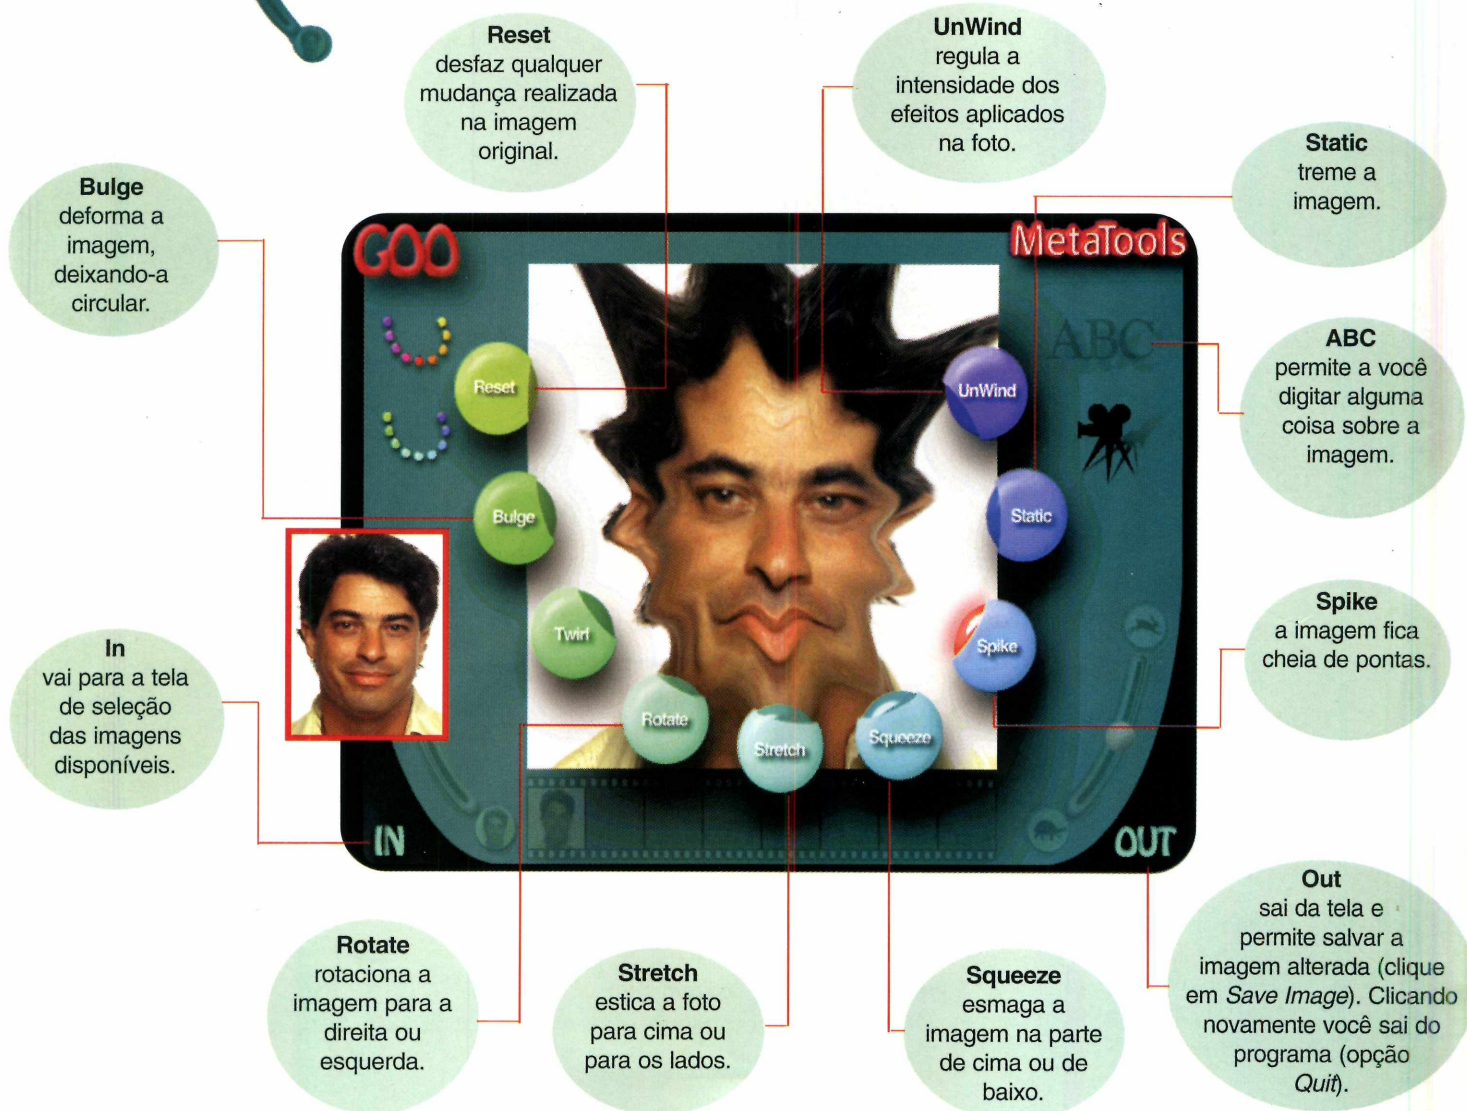 Reset
desfaz qualquer
mudança realizada
na imagem
original.
UnWind
regula a
intensidade dos
efeitos aplicados
na foto.
Static
treme a
imagem.
Bulge
deforma a
imagem,
deixando-a
circular.
ABC
permite a você
digitar alguma
coisa sobre a
imagem.
Spike
a imagem fica
cheia de pontas.
In
vai para a tela
de seleção
das imagens
disponíveis.
GOO
MetaTools
ABC
Reset
UnWind
Bulge
Static
Twirl
Spike
Rotate
Stretch
Squeeze
IN
OUT
Rotate
rotaciona a
imagem para a
direita ou
esquerda.
Stretch
estica a foto
para cima ou
para os lados.
Squeeze
esmaga a
imagem na parte
de cima ou de
baixo.
Out
sai da tela e
permite salvar a
imagem alterada (clique
em Save Image). Clicando
novamente você sai do
programa (opção
Quit).